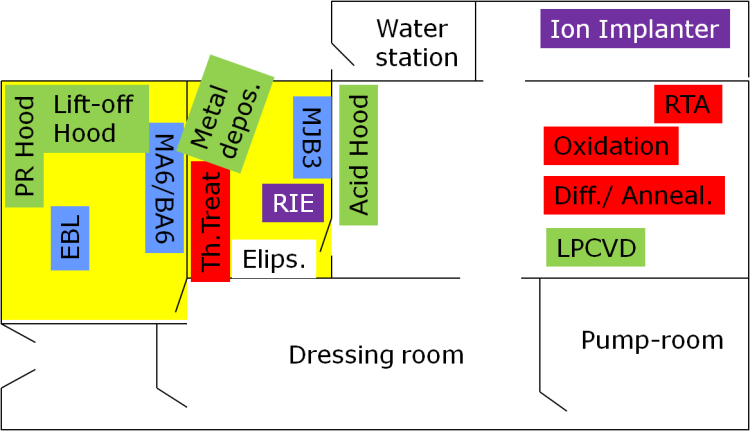 Water
station
Ion Implanter
PR Hood
Lift-off
Hood
Metal
depos.
MJB3
Acid Hood
RTA
MA6/BA6
Oxidation
Th.Treat
RIE
Diff./ Anneal.
EBL
Elips.
LPCVD
Dressing room
Pump-room